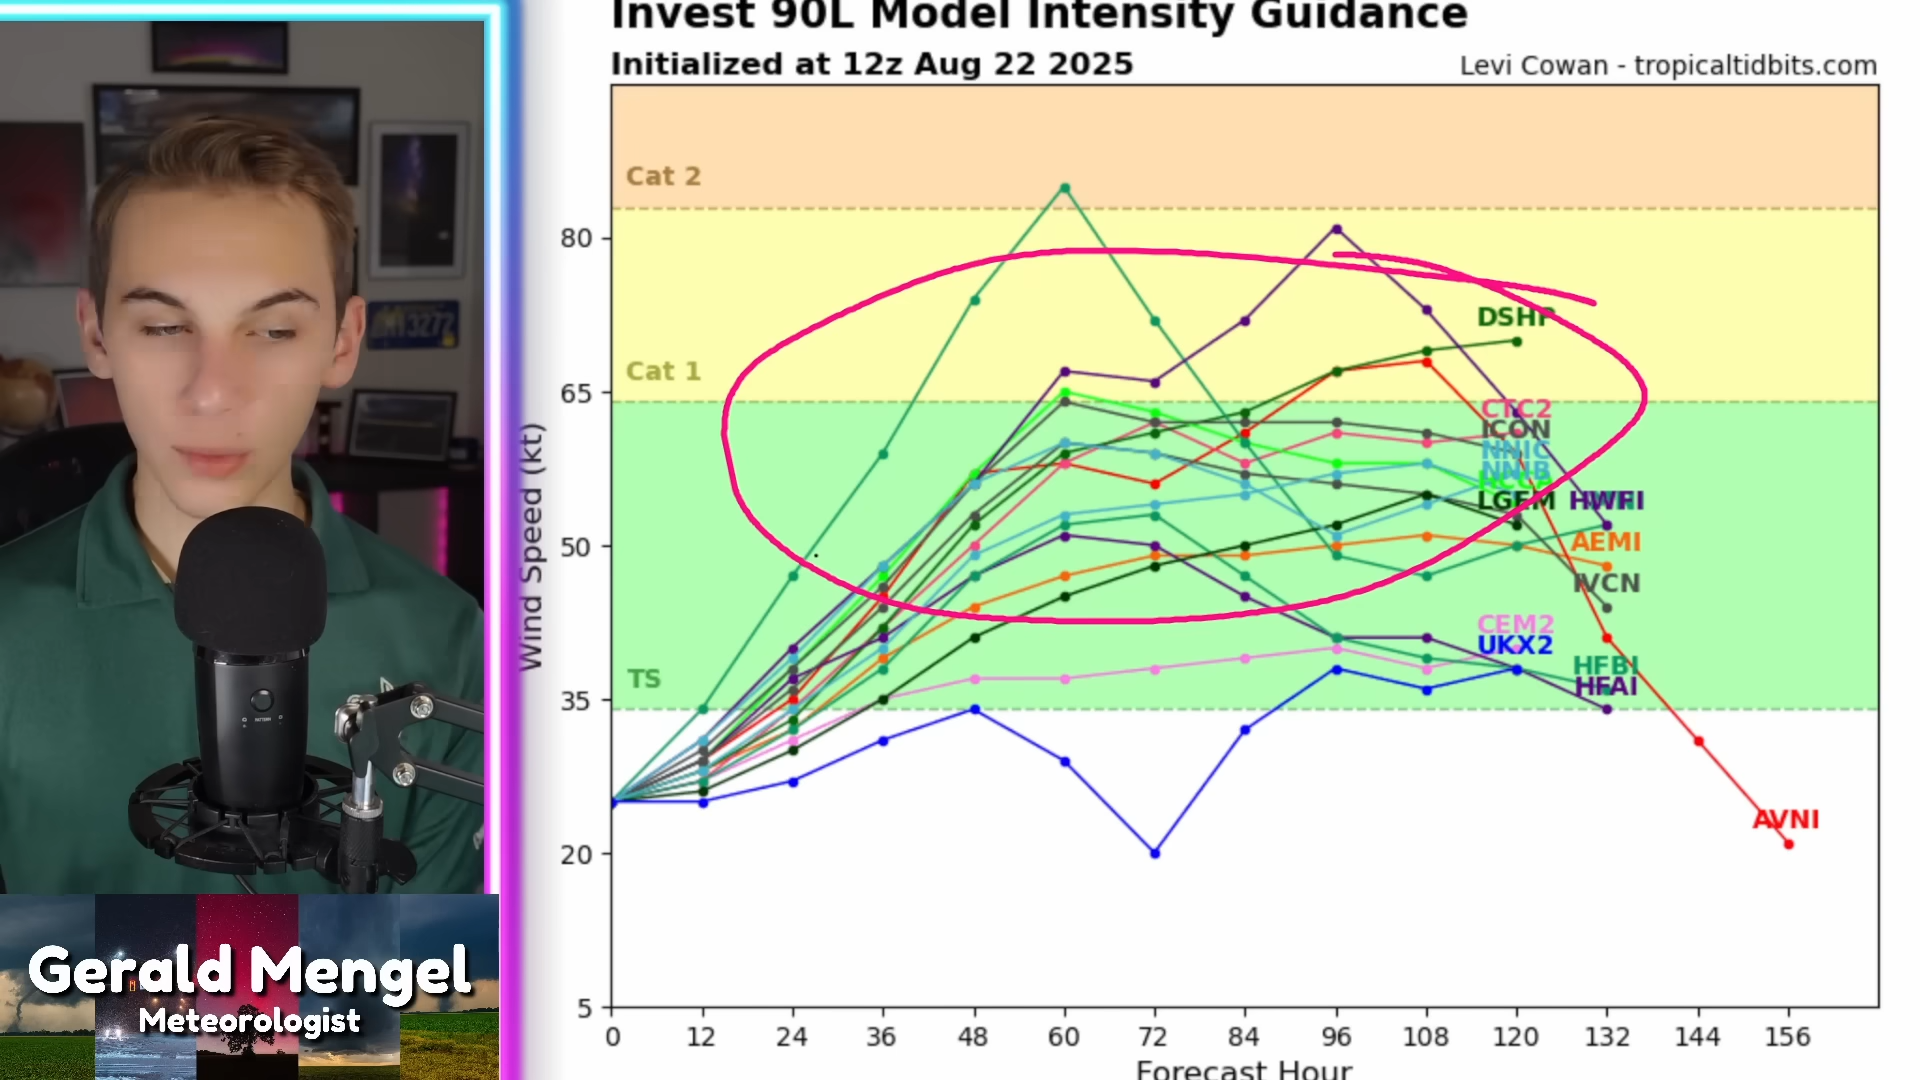 Invest 90L Model Intensity Guidance
Initialized at 12z Aug 22 2025
Levi Cowan - tropicaltidbits.com
Cat 2
80
DSHP
Cat 1
65
CTC2
ICON
NNIC
NNIB
HCCA
LGEM
HWFI
50
AEMI
IVCN
CEM2
UKX2
HFBI
HFAI
TS
35
AVNI
20
5
Wind Speed (kt)
0 12 24 36 48 60 72 84 96 108 120 132 144 156
Forecast Hour
Gerald Mengel
Meteorologist